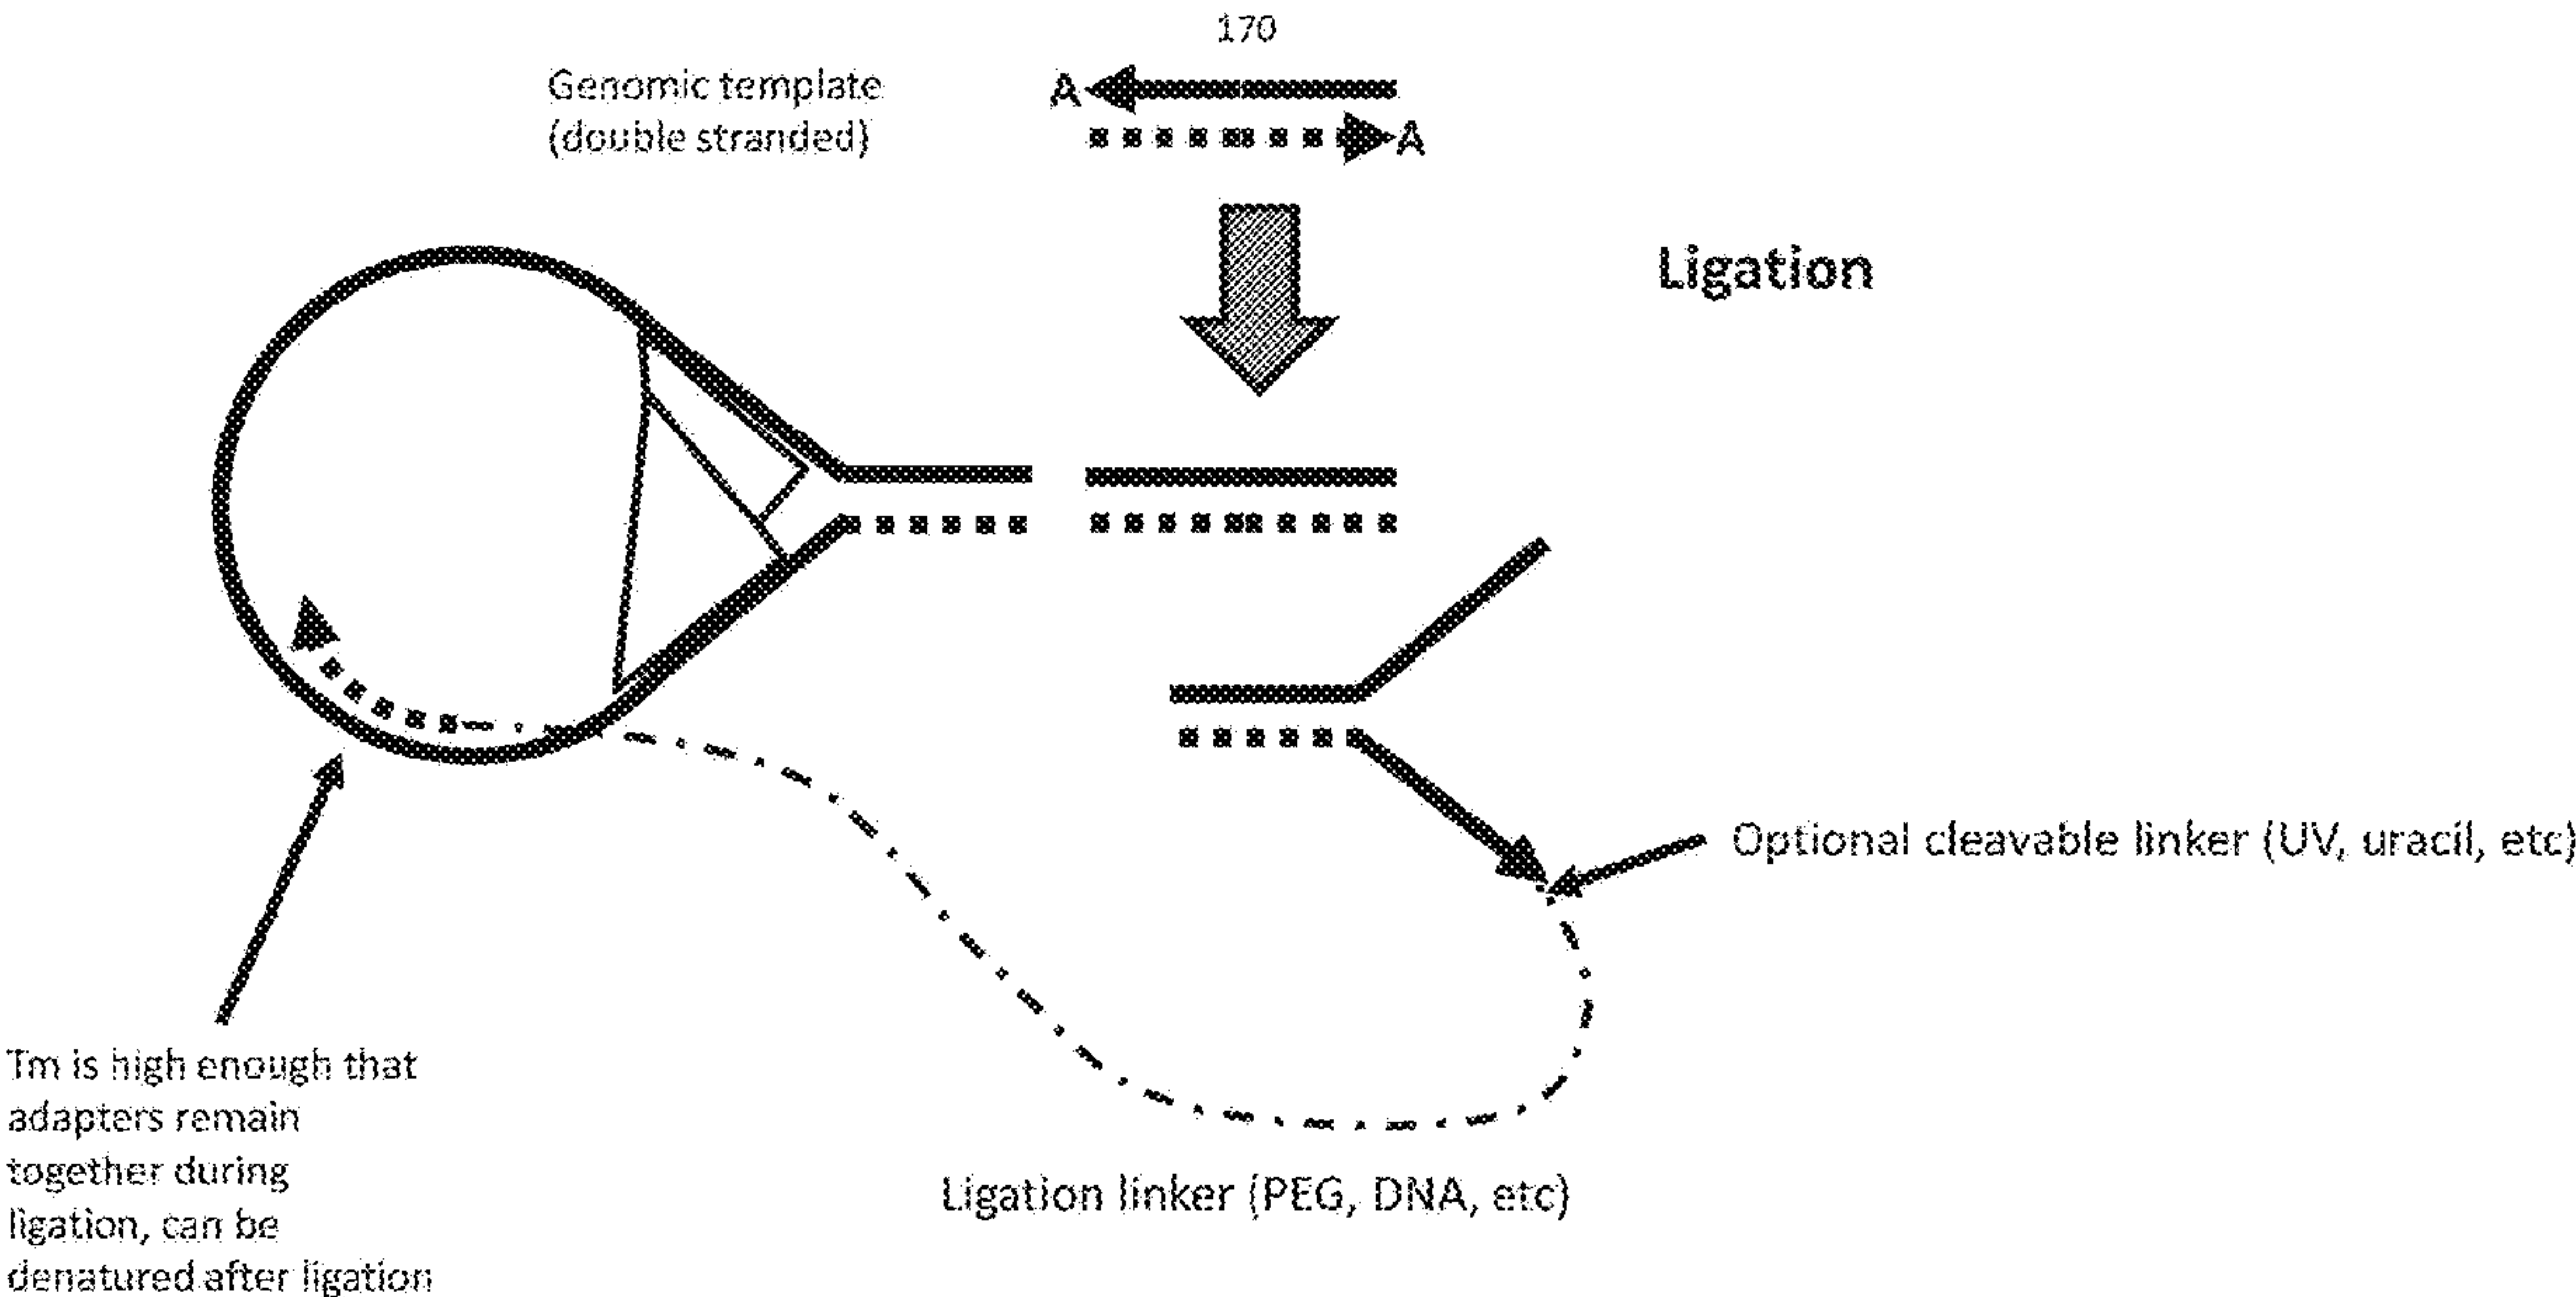 170
Genomic template
(double stranded)
A
A
Ligation
Optional cleavable linker (UV, uracil, etc)
Tm is high enough that
adapters remain
together during
ligation, can be
denatured after ligation
Ligation linker (PEG, DNA, etc)